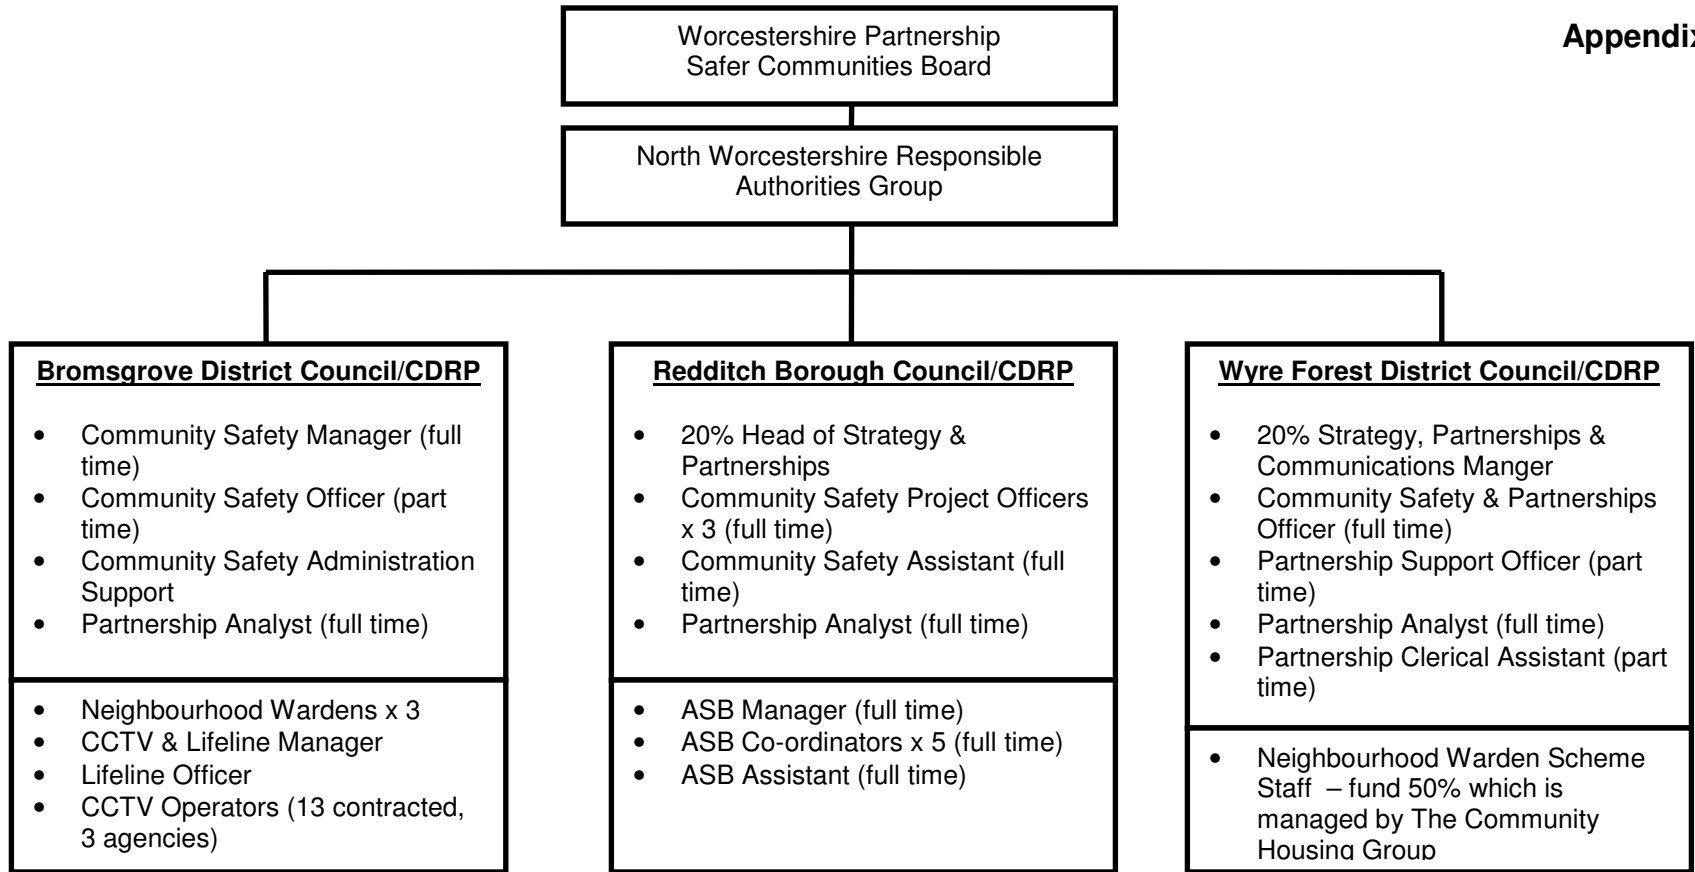 Appendix
Worcestershire Partnership
Safer Communities Board
North Worcestershire Responsible
Authorities Group
Bromsgrove District Council/CDRP
• Community Safety Manager (full
time)
• Community Safety Officer (part
time)
• Community Safety Administration
Support
• Partnership Analyst (full time)
• Neighbourhood Wardens x 3
• CCTV & Lifeline Manager
• Lifeline Officer
• CCTV Operators (13 contracted,
3 agencies)
Redditch Borough Council/CDRP
• 20% Head of Strategy &
Partnerships
• Community Safety Project Officers
x 3 (full time)
• Community Safety Assistant (full
time)
• Partnership Analyst (full time)
• ASB Manager (full time)
• ASB Co-ordinators x 5 (full time)
• ASB Assistant (full time)
Wyre Forest District Council/CDRP
• 20% Strategy, Partnerships &
Communications Manger
• Community Safety & Partnerships
Officer (full time)
• Partnership Support Officer (part
time)
• Partnership Analyst (full time)
• Partnership Clerical Assistant (part
time)
• Neighbourhood Warden Scheme
Staff – fund 50% which is
managed by The Community
Housing Group